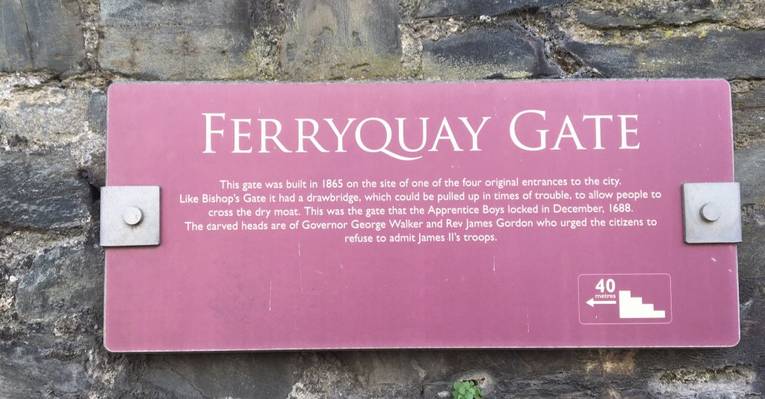 FERRYQUAY GATE
This gate was built in 1865 on the site of one of the four original entrances to the city.
Like Bishop's Gate it had a drawbridge, which could be pulled up in times of trouble, to allow people to
cross the dry moat. This was the gate that the Apprentice Boys locked in December, 1688.
The carved heads are of Governor George Walker and Rev James Gordon who urged the citizens to
refuse to admit James II's troops.
40
metres